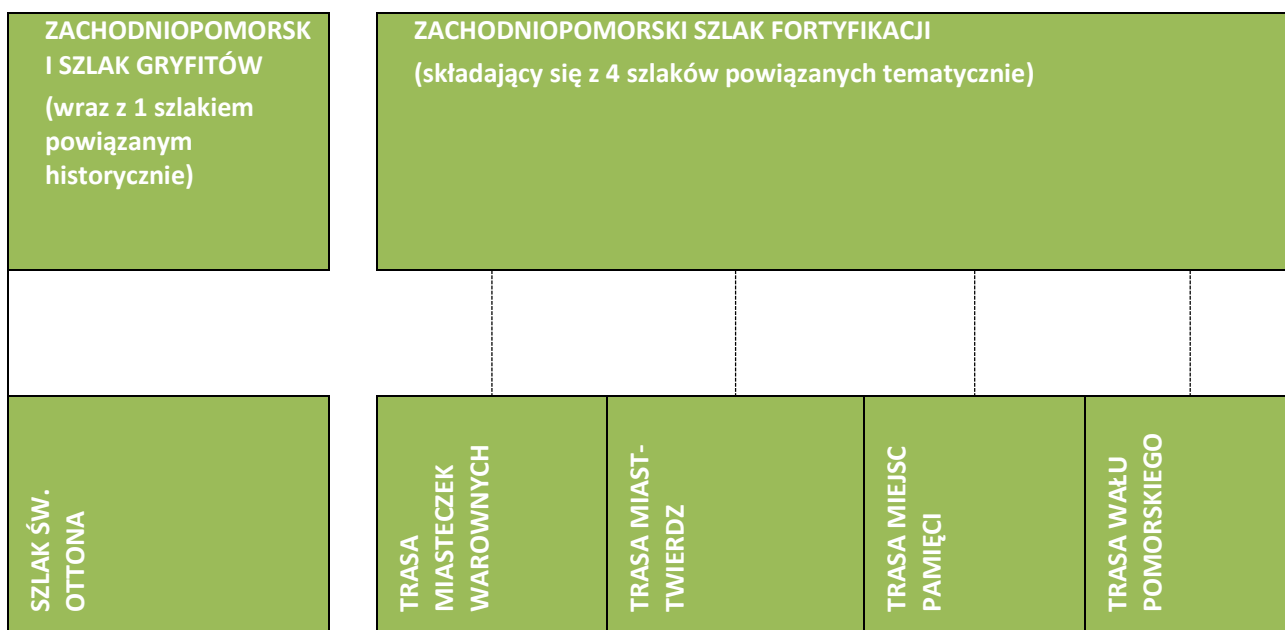 ZACHODNIOPOMORSK
I SZLAK GRYFITÓW
(wraz z 1 szlakiem
powiązanym
historycznie)
ZACHODNIOPOMORSKI SZLAK FORTYFIKACJI
(składający się z 4 szlaków powiązanych tematycznie)
SZLAK ŚW.
OTTONA
TRASA
MIASTECZEK
WAROWNYCH
TRASA MIAST-
TWIERDZ
TRASA MIEJSC
PAMIĘCI
TRASA WAŁU
POMORSKIEGO